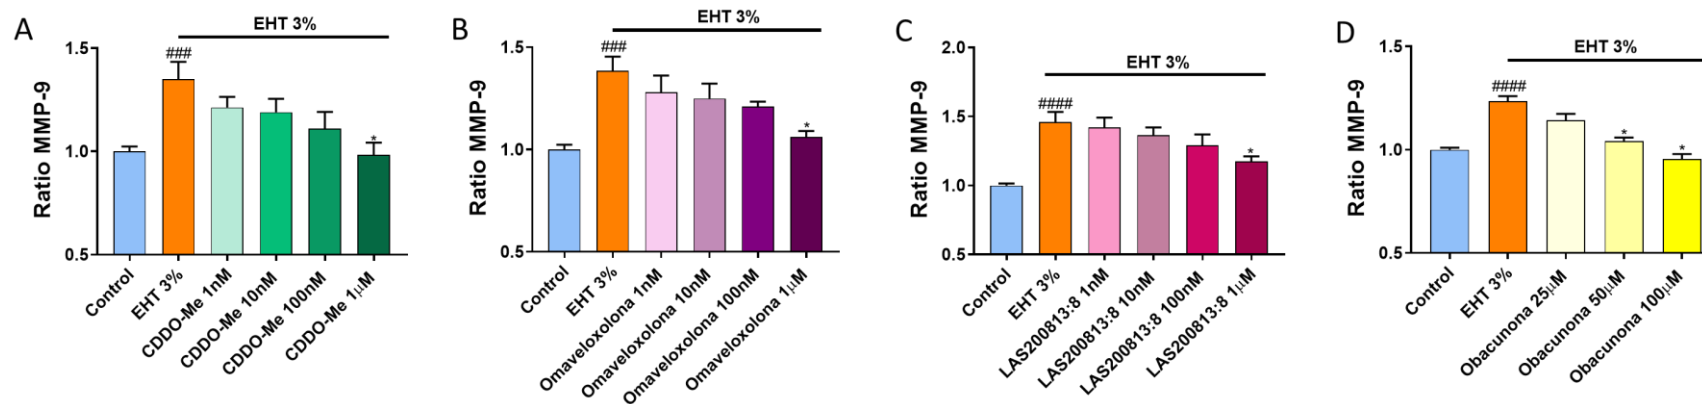 A
EHT 3%
###
*
Ratio MMP-9
1.5
1.0
0.5
Control
EHT 3%
CDDO-Me 1nM
CDDO-Me 10nM
CDDO-Me 100nM
CDDO-Me 1µM
B
EHT 3%
###
*
Ratio MMP-9
1.5
1.0
0.5
Control
EHT 3%
Omaveloxolona 1nM
Omaveloxolona 10nM
Omaveloxolona 100nM
Omaveloxolona 1µM
C
EHT 3%
####
*
Ratio MMP-9
2.0
1.5
1.0
0.5
Control
EHT 3%
LAS200813:8 1nM
LAS200813:8 10nM
LAS200813:8 100nM
LAS200813:8 1µM
D
EHT 3%
####
*
*
Ratio MMP-9
1.5
1.0
0.5
Control
EHT 3%
Obacunona 25µM
Obacunona 50µM
Obacunona 100µM